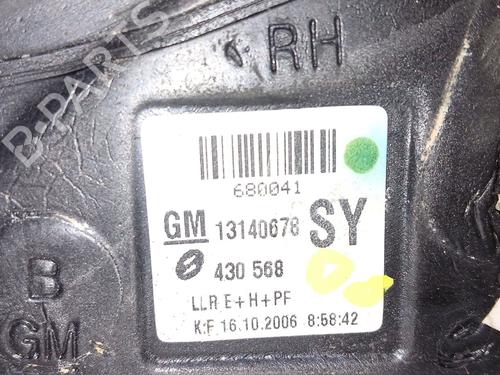 RH
B-PARTS
680041
GM 13140678 SY
430 568
LLR E+H+PF
K:F 16.10.2006 8:58:42
B
GM